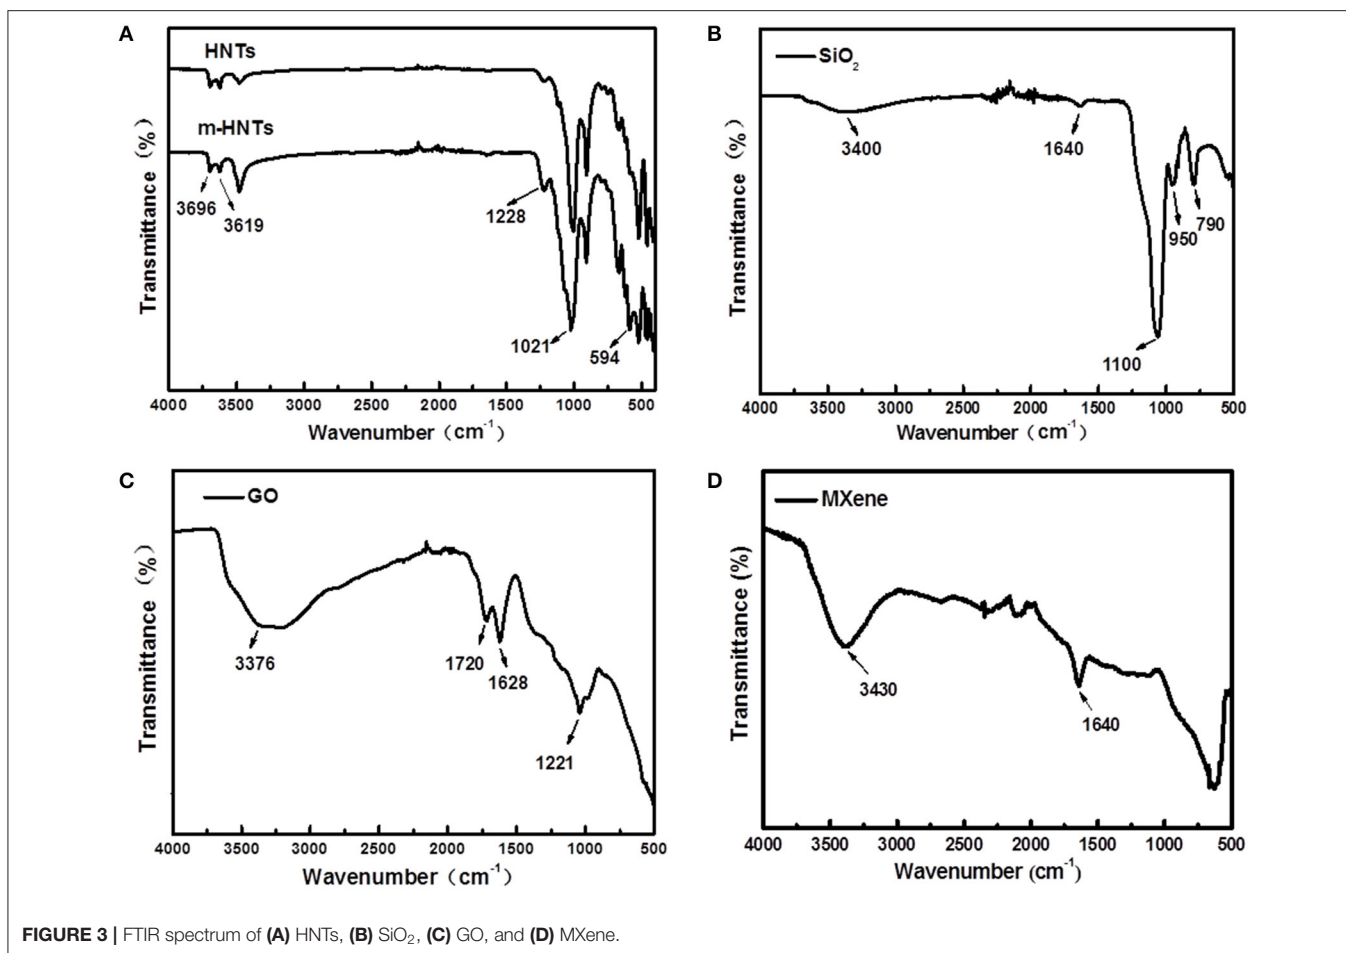 A
HNTs
m-HNTs
3696
3619
1228
1021
594
Transmittance (%)
4000 3500 3000 2500 2000 1500 1000 500
Wavenumber (cm⁻¹)
B
SiO₂
3400
1640
950
790
1100
Transmittance (%)
4000 3500 3000 2500 2000 1500 1000 500
Wavenumber (cm⁻¹)
C
GO
3376
1720
1628
1221
Transmittance (%)
4000 3500 3000 2500 2000 1500 1000 500
Wavenumber (cm⁻¹)
D
MXene
3430
1640
Transmittance (%)
4000 3500 3000 2500 2000 1500 1000 500
Wavenumber (cm⁻¹)
FIGURE 3 | FTIR spectrum of (A) HNTs, (B) SiO₂, (C) GO, and (D) MXene.